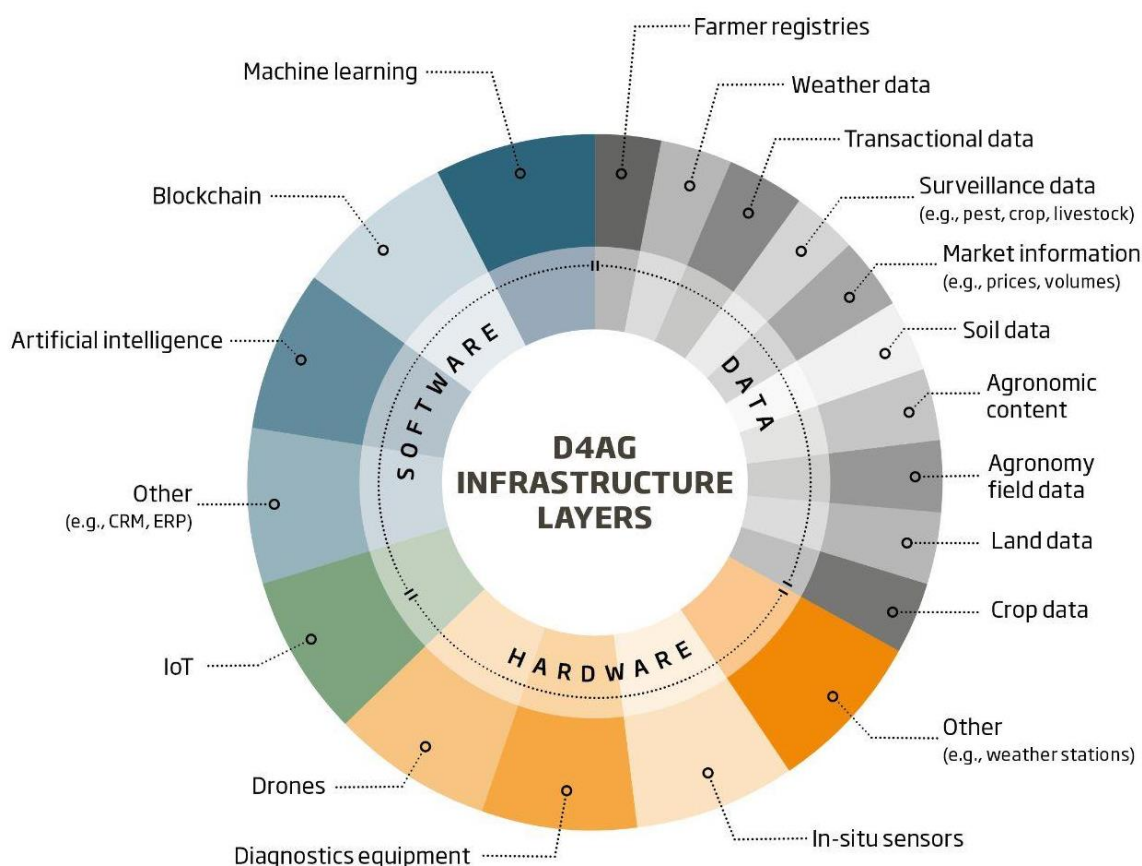 Farmer registries
Weather data
Transactional data
Surveillance data
(e.g., pest, crop, livestock)
Market information
(e.g., prices, volumes)
Soil data
Agronomic
content
Agronomy
field data
Land data
Crop data
Other
(e.g., weather stations)
In-situ sensors
Diagnostics equipment
Drones
IoT
Other
(e.g., CRM, ERP)
Artificial intelligence
Blockchain
Machine learning
SOFTWARE
DATA
HARDWARE
D4AG
INFRASTRUCTURE
LAYERS